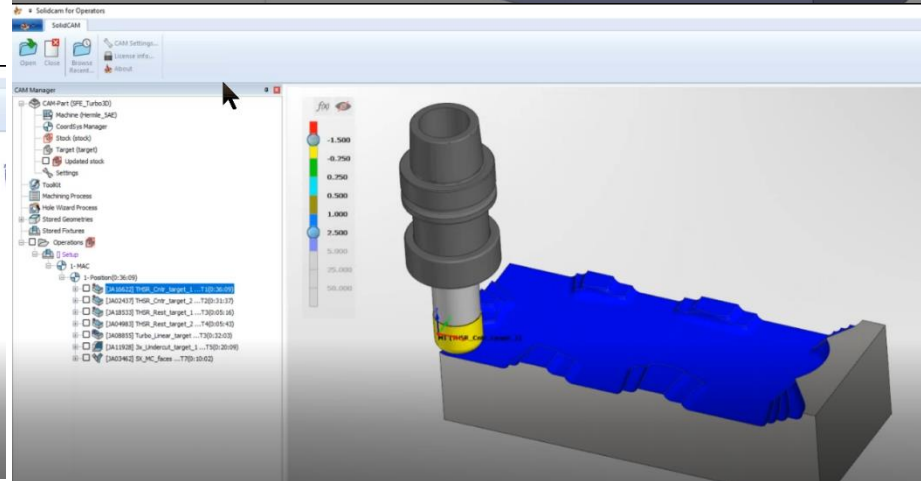 Solidcam for Operators
SolidCAM
Open
Close
Browse
Recent...
CAM Settings...
License info...
About
CAM Manager
CAM-Part (SFE_Turbo3D)
Machine (Hermle_SAE)
CoordSys Manager
Stock (stock)
Target (target)
Updated stock
Settings
ToolKit
Machining Process
Hole Wizard Process
Stored Geometries
Stored Fixtures
Operations
[] Setup
1-MAC
1-Position(0:36:09)
[JA16622] THSR_Cntr_target_1 ...T1(0:36:09)
[JA02437] THSR_Cntr_target_2 ...T2(0:31:37)
[JA18533] THSR_Rest_target_1 ...T3(0:05:16)
[JA04983] THSR_Rest_target_2 ...T4(0:05:43)
[JA08855] Turbo_Linear_target ...T3(0:32:03)
[JA11928] 3x_Undercut_target_1 ...T5(0:20:09)
[JA03462] 5X_MC_faces ...T7(0:10:02)
f(x)
-1.500
-0.250
0.250
0.500
1.000
2.500
5.000
25.000
50.000